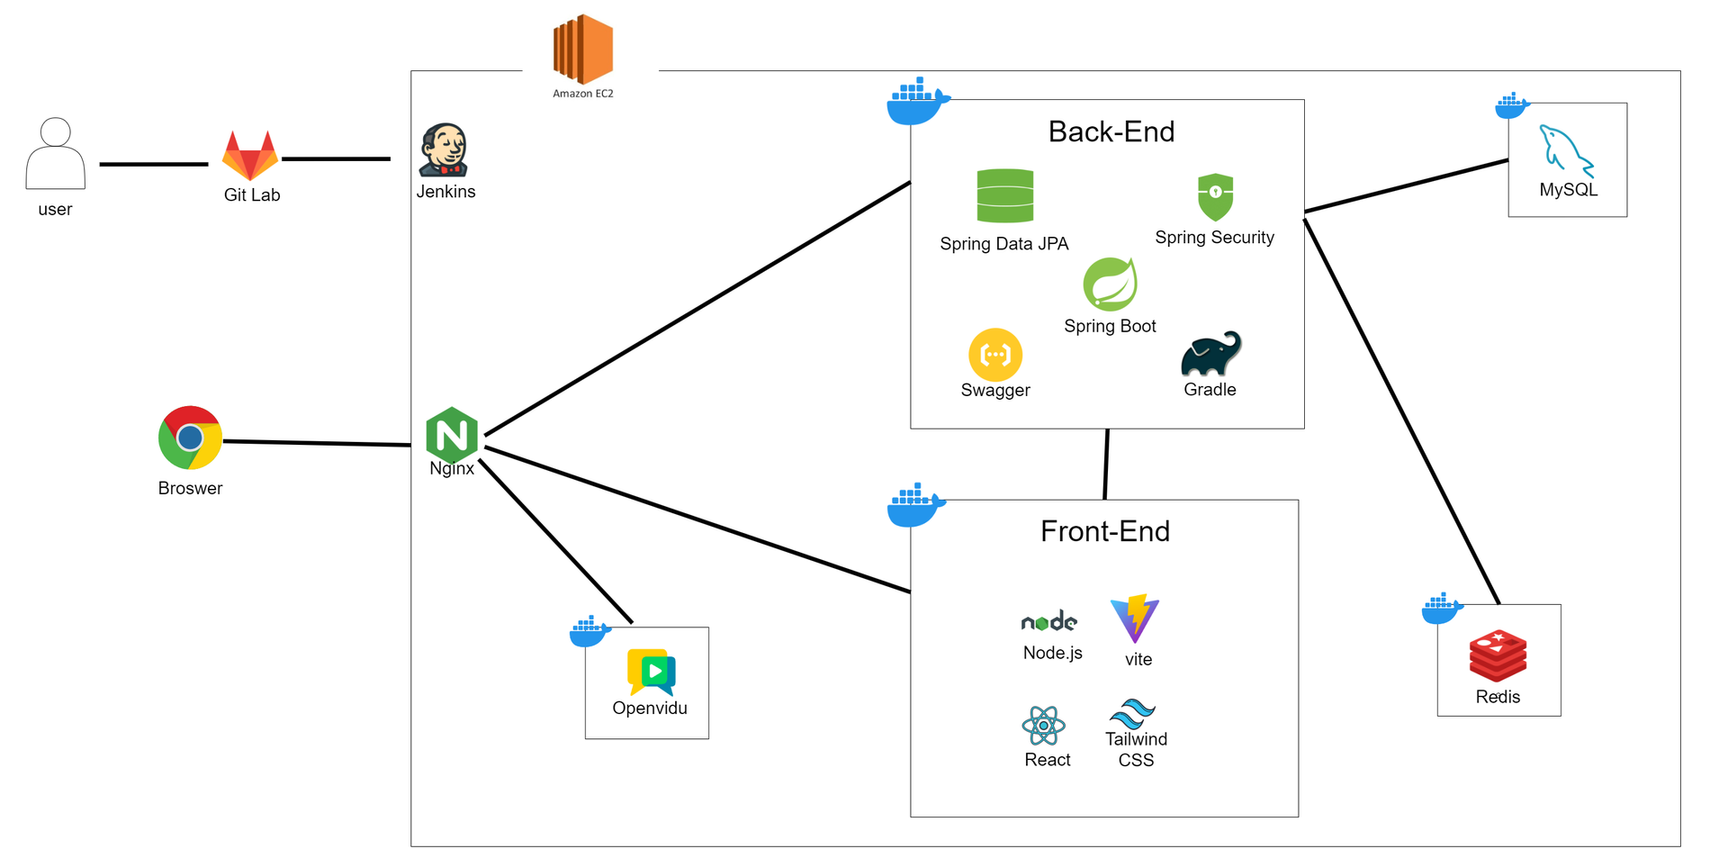 Amazon EC2
user
Git Lab
Jenkins
Back-End
Spring Data JPA
Spring Security
Spring Boot
Swagger
Gradle
MySQL
Broswer
N
Nginx
Front-End
node
Node.js
vite
React
Tailwind
CSS
Openvidu
Redis